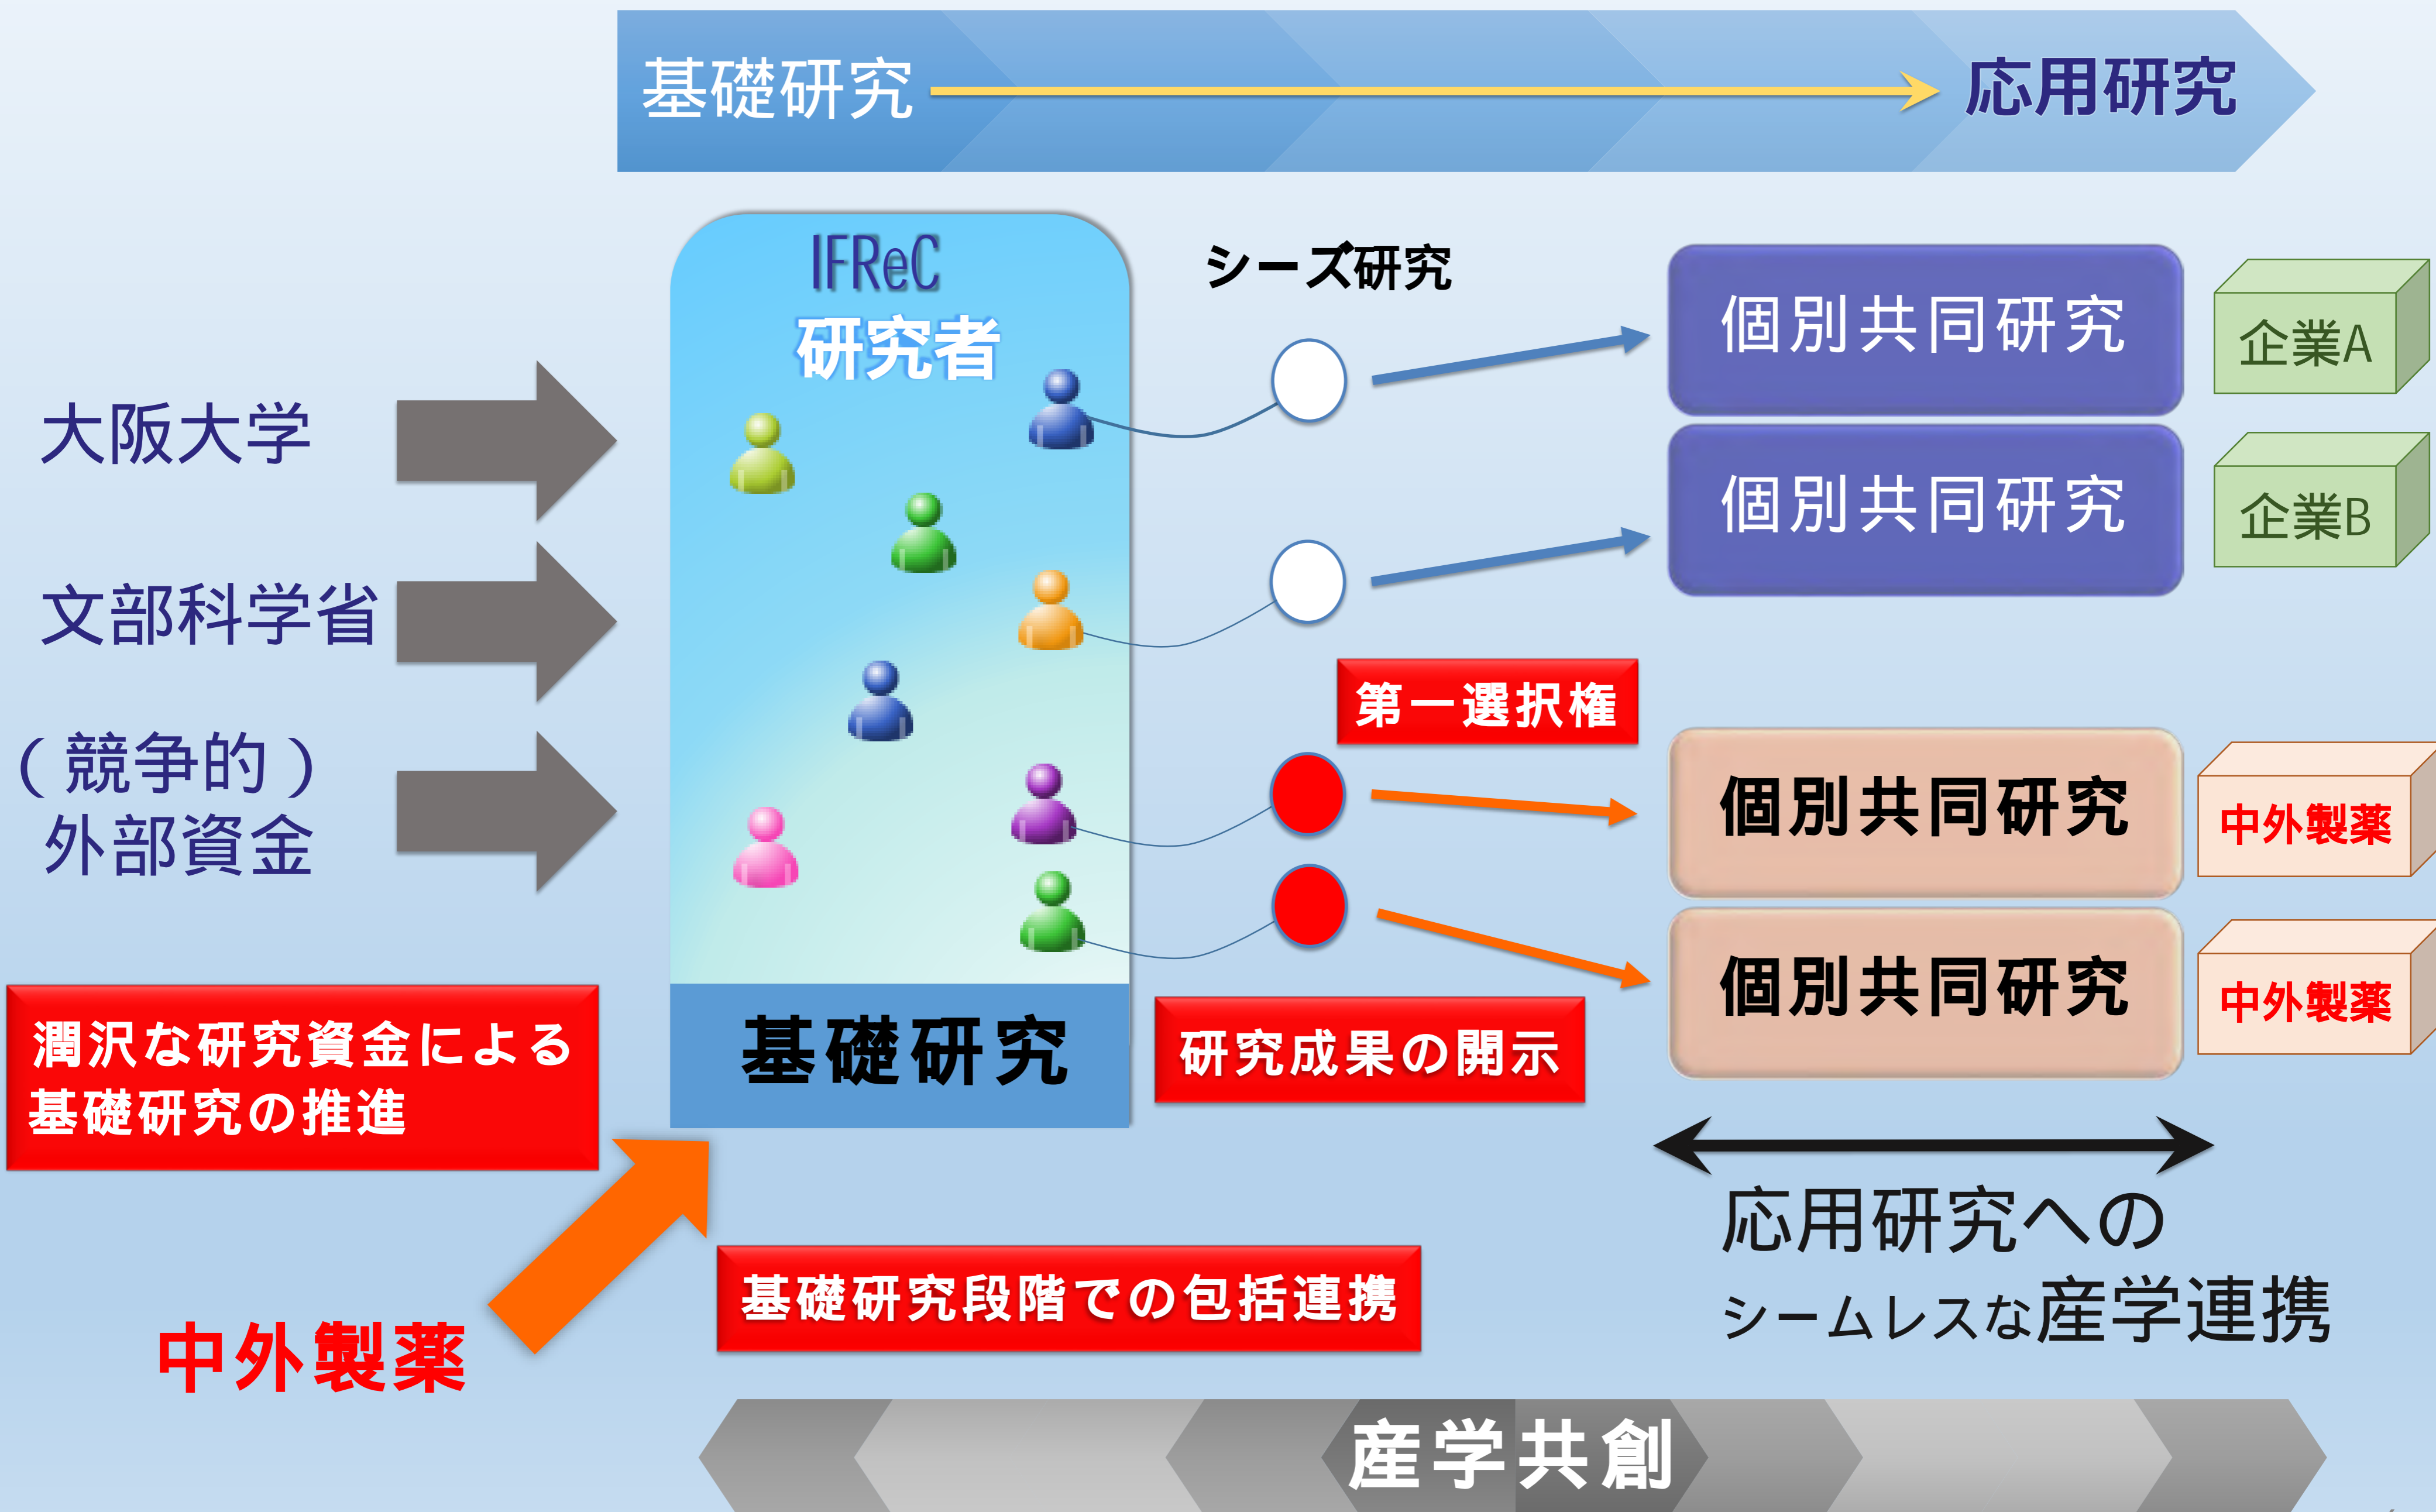 基礎研究
応用研究
IFReC
研究者
シーズ研究
個別共同研究
企業A
大阪大学
個別共同研究
企業B
文部科学省
第一選択権
(競争的)
外部資金
個別共同研究
中外製薬
個別共同研究
中外製薬
潤沢な研究資金による
基礎研究の推進
基礎研究
研究成果の開示
応用研究への
シームレスな産学連携
基礎研究段階での包括連携
中外製薬
産学共創